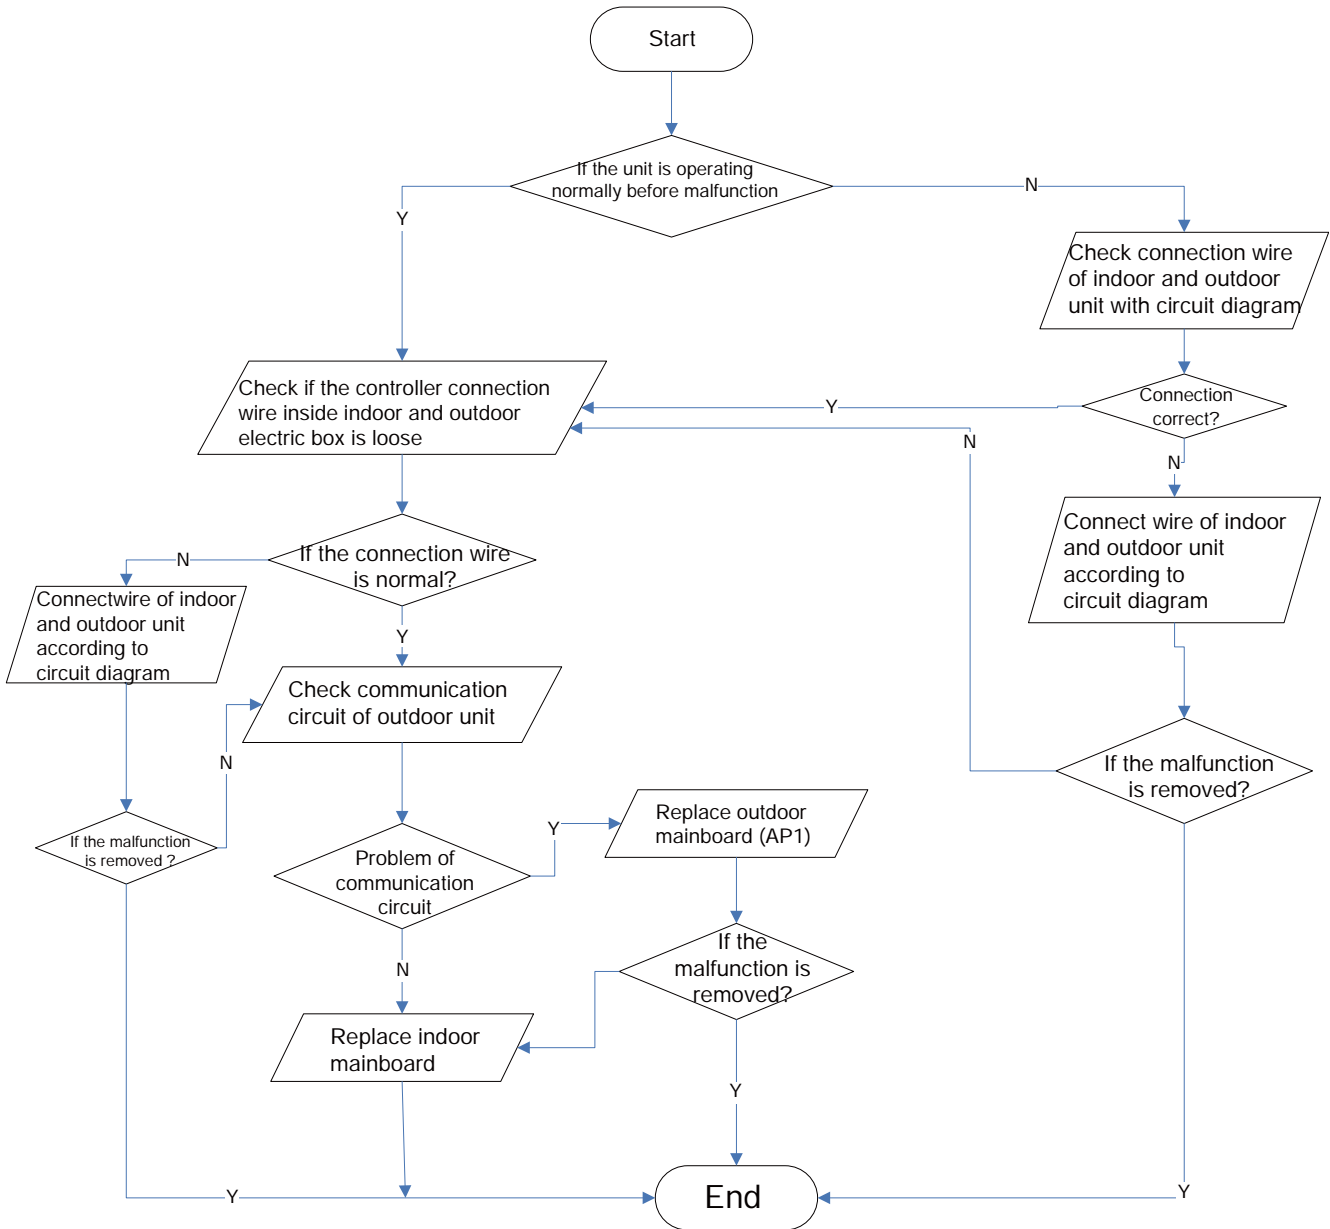 Start
If the unit is operating
normally before malfunction
N
Y
Check connection wire
of indoor and outdoor
unit with circuit diagram
Check if the controller connection
wire inside indoor and outdoor
electric box is loose
Y
Connection
correct?
N
N
If the connection wire
is normal?
N
Connect wire of indoor
and outdoor unit
according to
circuit diagram
Connectwire of indoor
and outdoor unit
according to
circuit diagram
Y
Check communication
circuit of outdoor unit
N
If the malfunction
is removed?
Replace outdoor
mainboard (AP1)
Y
If the malfunction
is removed ?
Problem of
communication
circuit
If the
malfunction is
removed?
N
Replace indoor
mainboard
Y
Y
End
Y